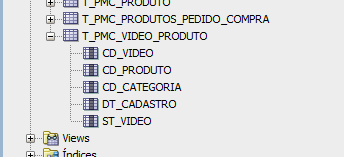 T_PMC_PRODUTO
T_PMC_PRODUTOS_PEDIDO_COMPRA
T_PMC_VIDEO_PRODUTO
CD_VIDEO
CD_PRODUTO
CD_CATEGORIA
DT_CADASTRO
ST_VIDEO
Views
Índices